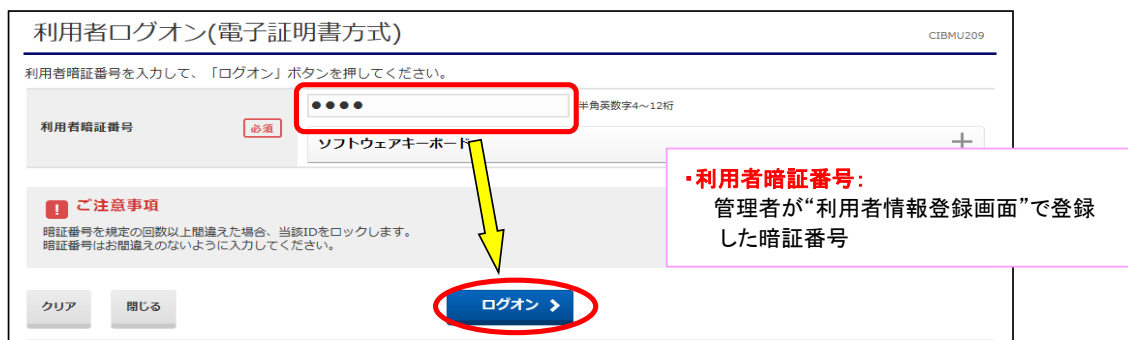 利用者ログオン(電子証明書方式)
CIBMU209
利用者暗証番号を入力して、「ログオン」ボタンを押してください。
利用者暗証番号
必須
●●●●
半角英数字4～12桁
ソフトウェアキーボード
・利用者暗証番号：
管理者が“利用者情報登録画面”で登録
した暗証番号
ご注意事項
暗証番号を規定の回数以上間違えた場合、当該IDをロックします。
暗証番号はお間違えのないように入力してください。
クリア
閉じる
ログオン